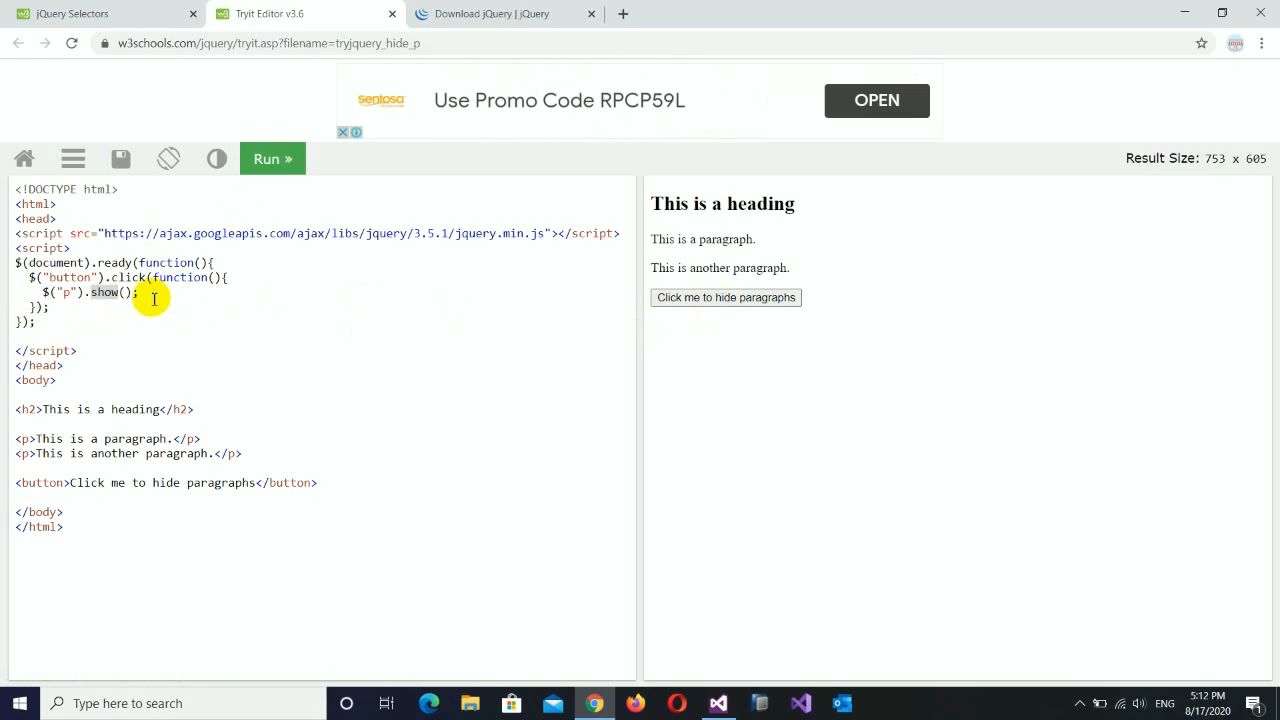 jQuery Selectors
Tryit Editor v3.6
Download jQuery | jQuery
w3schools.com/jquery/tryit.asp?filename=tryjquery_hide_p
sentosa
Use Promo Code RPCP59L
OPEN
Run »
Result Size: 753 x 605
<!DOCTYPE html>
<html>
<head>
<script src="https://ajax.googleapis.com/ajax/libs/jquery/3.5.1/jquery.min.js"></script>
<script>
$(document).ready(function(){
$("button").click(function(){
$("p").show();
});
});
</script>
</head>
<body>
<h2>This is a heading</h2>
<p>This is a paragraph.</p>
<p>This is another paragraph.</p>
<button>Click me to hide paragraphs</button>
</body>
</html>
This is a heading
This is a paragraph.
This is another paragraph.
Click me to hide paragraphs
Type here to search
ENG
5:12 PM
8/17/2020
1